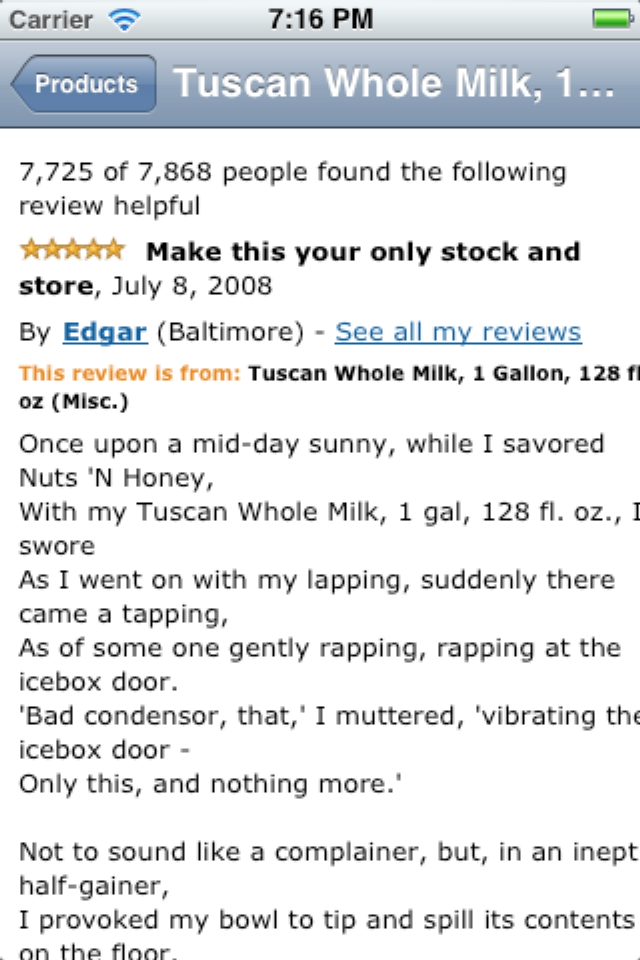 Carrier 7:16 PM
Products Tuscan Whole Milk, 1...
7,725 of 7,868 people found the following
review helpful
Make this your only stock and
store, July 8, 2008
By Edgar (Baltimore) - See all my reviews
This review is from: Tuscan Whole Milk, 1 Gallon, 128 fl
oz (Misc.)
Once upon a mid-day sunny, while I savored
Nuts 'N Honey,
With my Tuscan Whole Milk, 1 gal, 128 fl. oz., I
swore
As I went on with my lapping, suddenly there
came a tapping,
As of some one gently rapping, rapping at the
icebox door.
'Bad condensor, that,' I muttered, 'vibrating the
icebox door -
Only this, and nothing more.'
Not to sound like a complainer, but, in an inept
half-gainer,
I provoked my bowl to tip and spill its contents
on the floor.